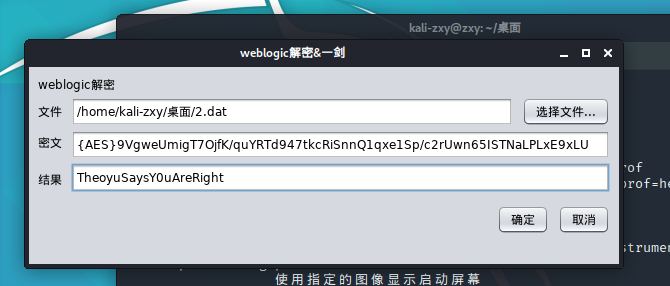 kali-zxy@zxy: ~/桌面
weblogic解密&一剑
weblogic解密
文件 /home/kali-zxy/桌面/2.dat 选择文件...
密文 {AES}9VgweUmigT7OjfK/quYRTd947tkcRiSnnQ1qxe1Sp/c2rUwn65ISTNaLPLxE9xLU
rof
结果 TheoyuSaysY0uAreRight
prof=he
确定 取消
strumen
使用指定的图像显示启动屏幕